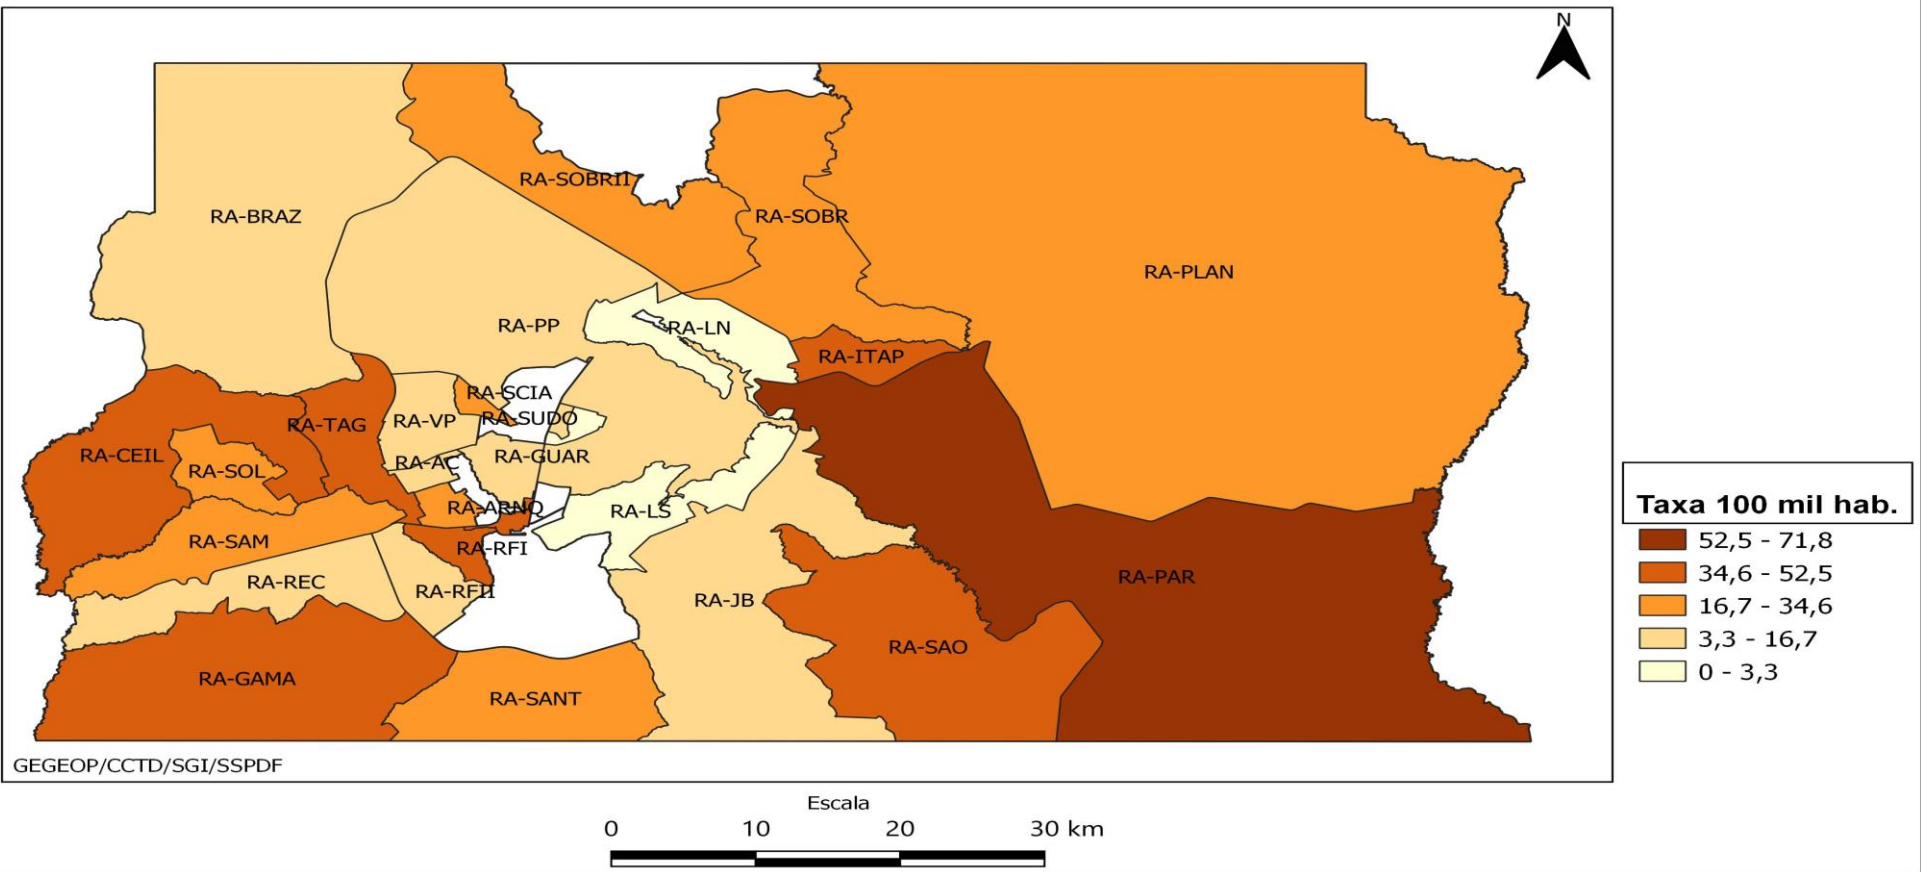 N
RA-SOBRII
RA-BRAZ
RA-SOBR
RA-PLAN
RA-PP
RA-LN
RA-ITAP
RA-SCIA
RA-SUDO
RA-VP
RA-TAG
RA-CEIL
RA-GUAR
RA-AC
RA-SOL
RA-ARNQ
RA-LS
RA-SAM
RA-RFI
RA-PAR
RA-REC
RA-RFII
RA-JB
RA-SAO
RA-GAMA
RA-SANT
GEGEOP/CCTD/SGI/SSPDF
Taxa 100 mil hab.
52,5 - 71,8
34,6 - 52,5
16,7 - 34,6
3,3 - 16,7
0 - 3,3
Escala
0 10 20 30 km